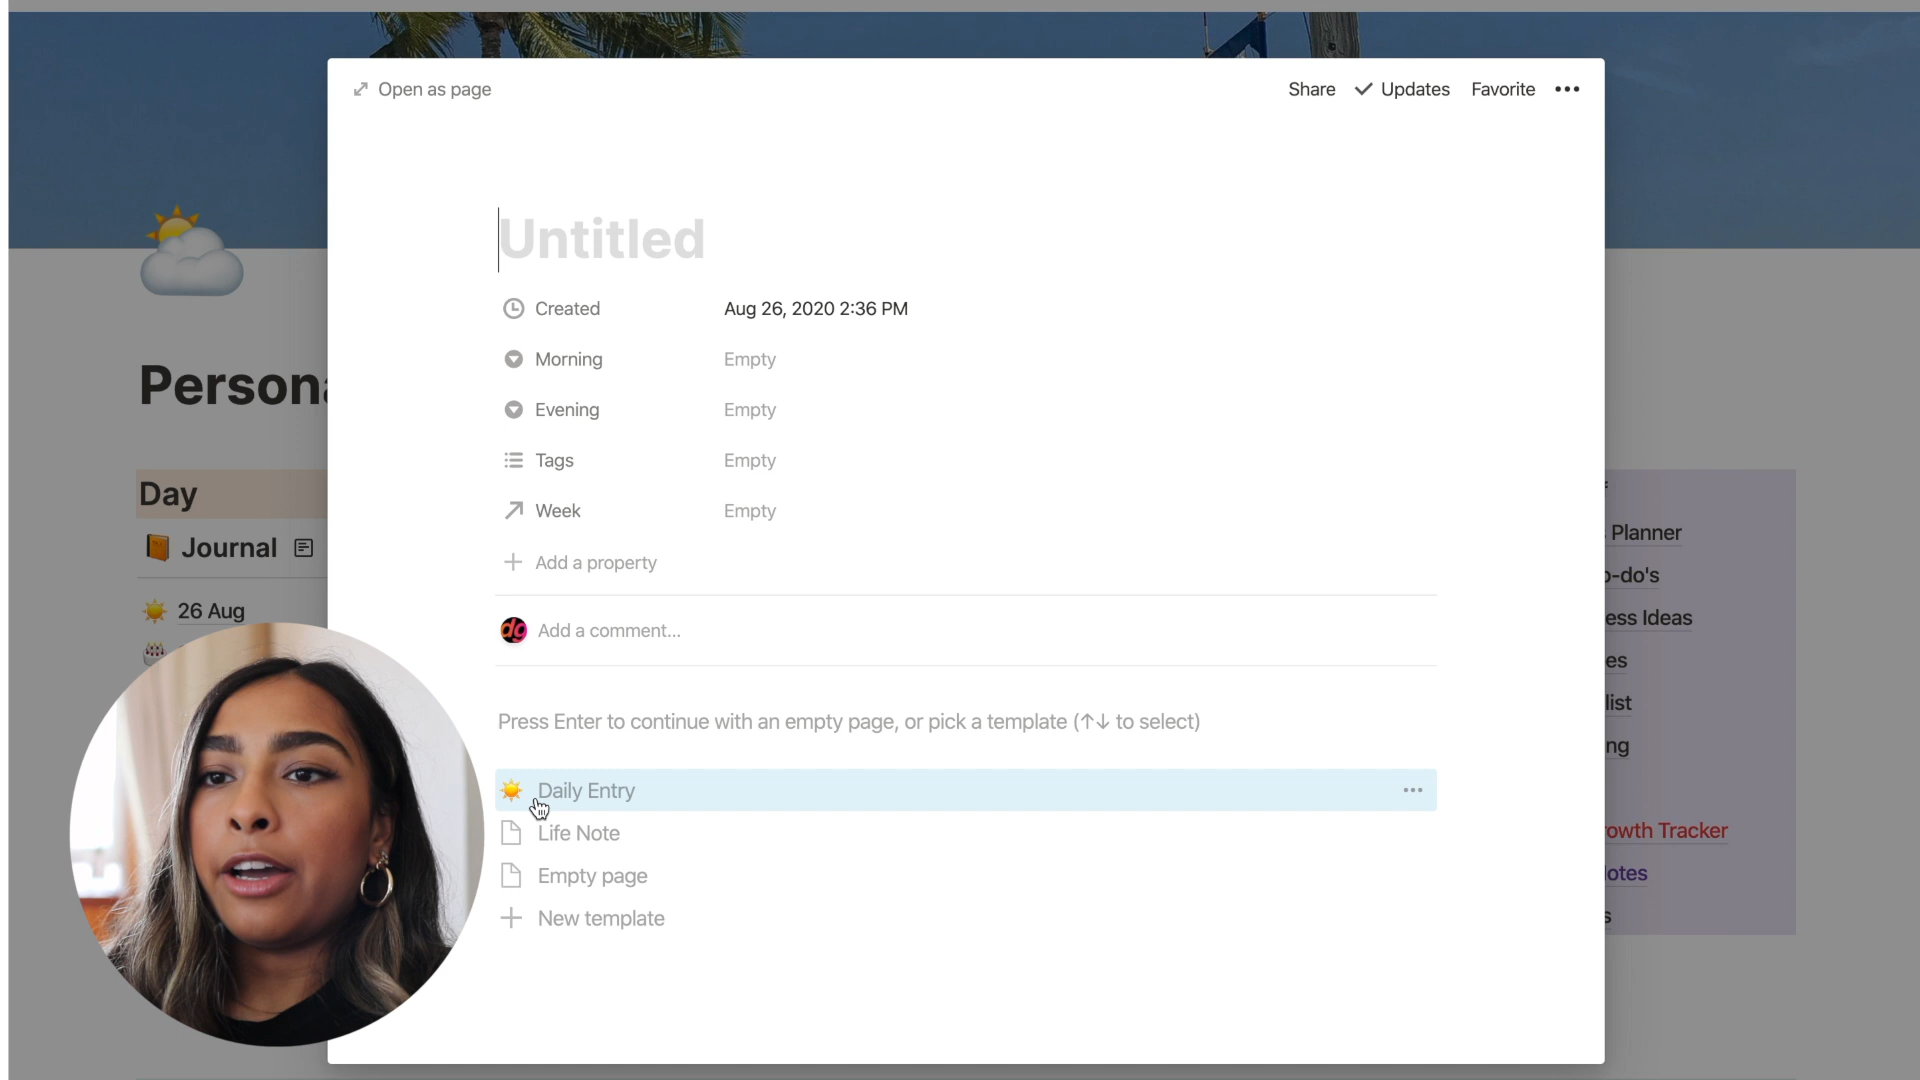 Open as page
Share Updates Favorite
Untitled
Created Aug 26, 2020 2:36 PM
Morning Empty
Evening Empty
Tags Empty
Week Empty
Add a property
dg Add a comment...
Press Enter to continue with an empty page, or pick a template (↑↓ to select)
Daily Entry
Life Note
Empty page
New template
Persona
Day
Journal
26 Aug
Planner
o-do's
ess Ideas
es
list
ng
owth Tracker
otes
s